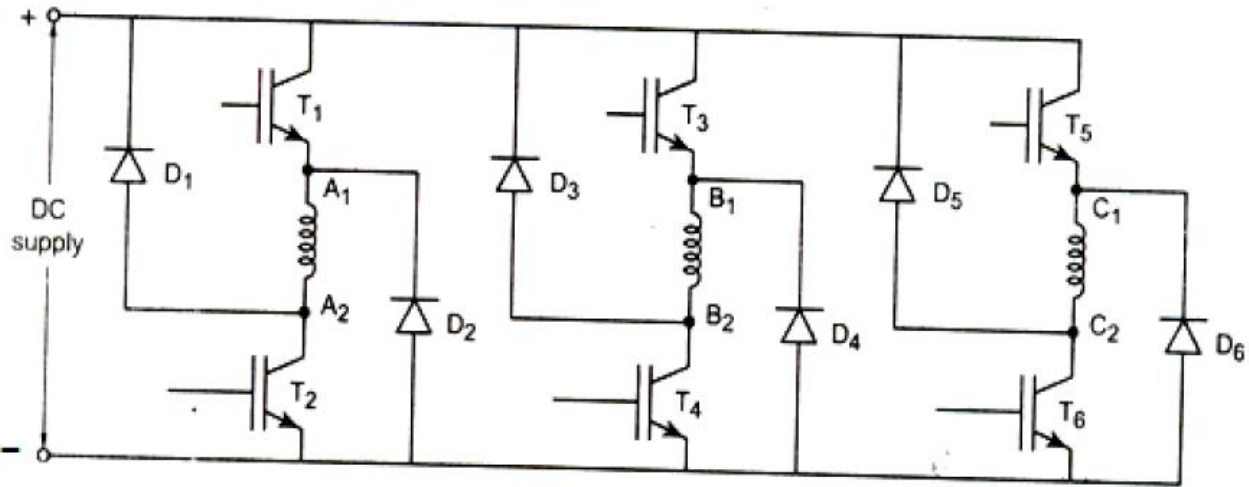 +
T₁
T₃
T₅
D₁
A₁
D₃
B₁
D₅
C₁
DC
supply
A₂
D₂
B₂
D₄
C₂
D₆
T₂
T₄
T₆
-